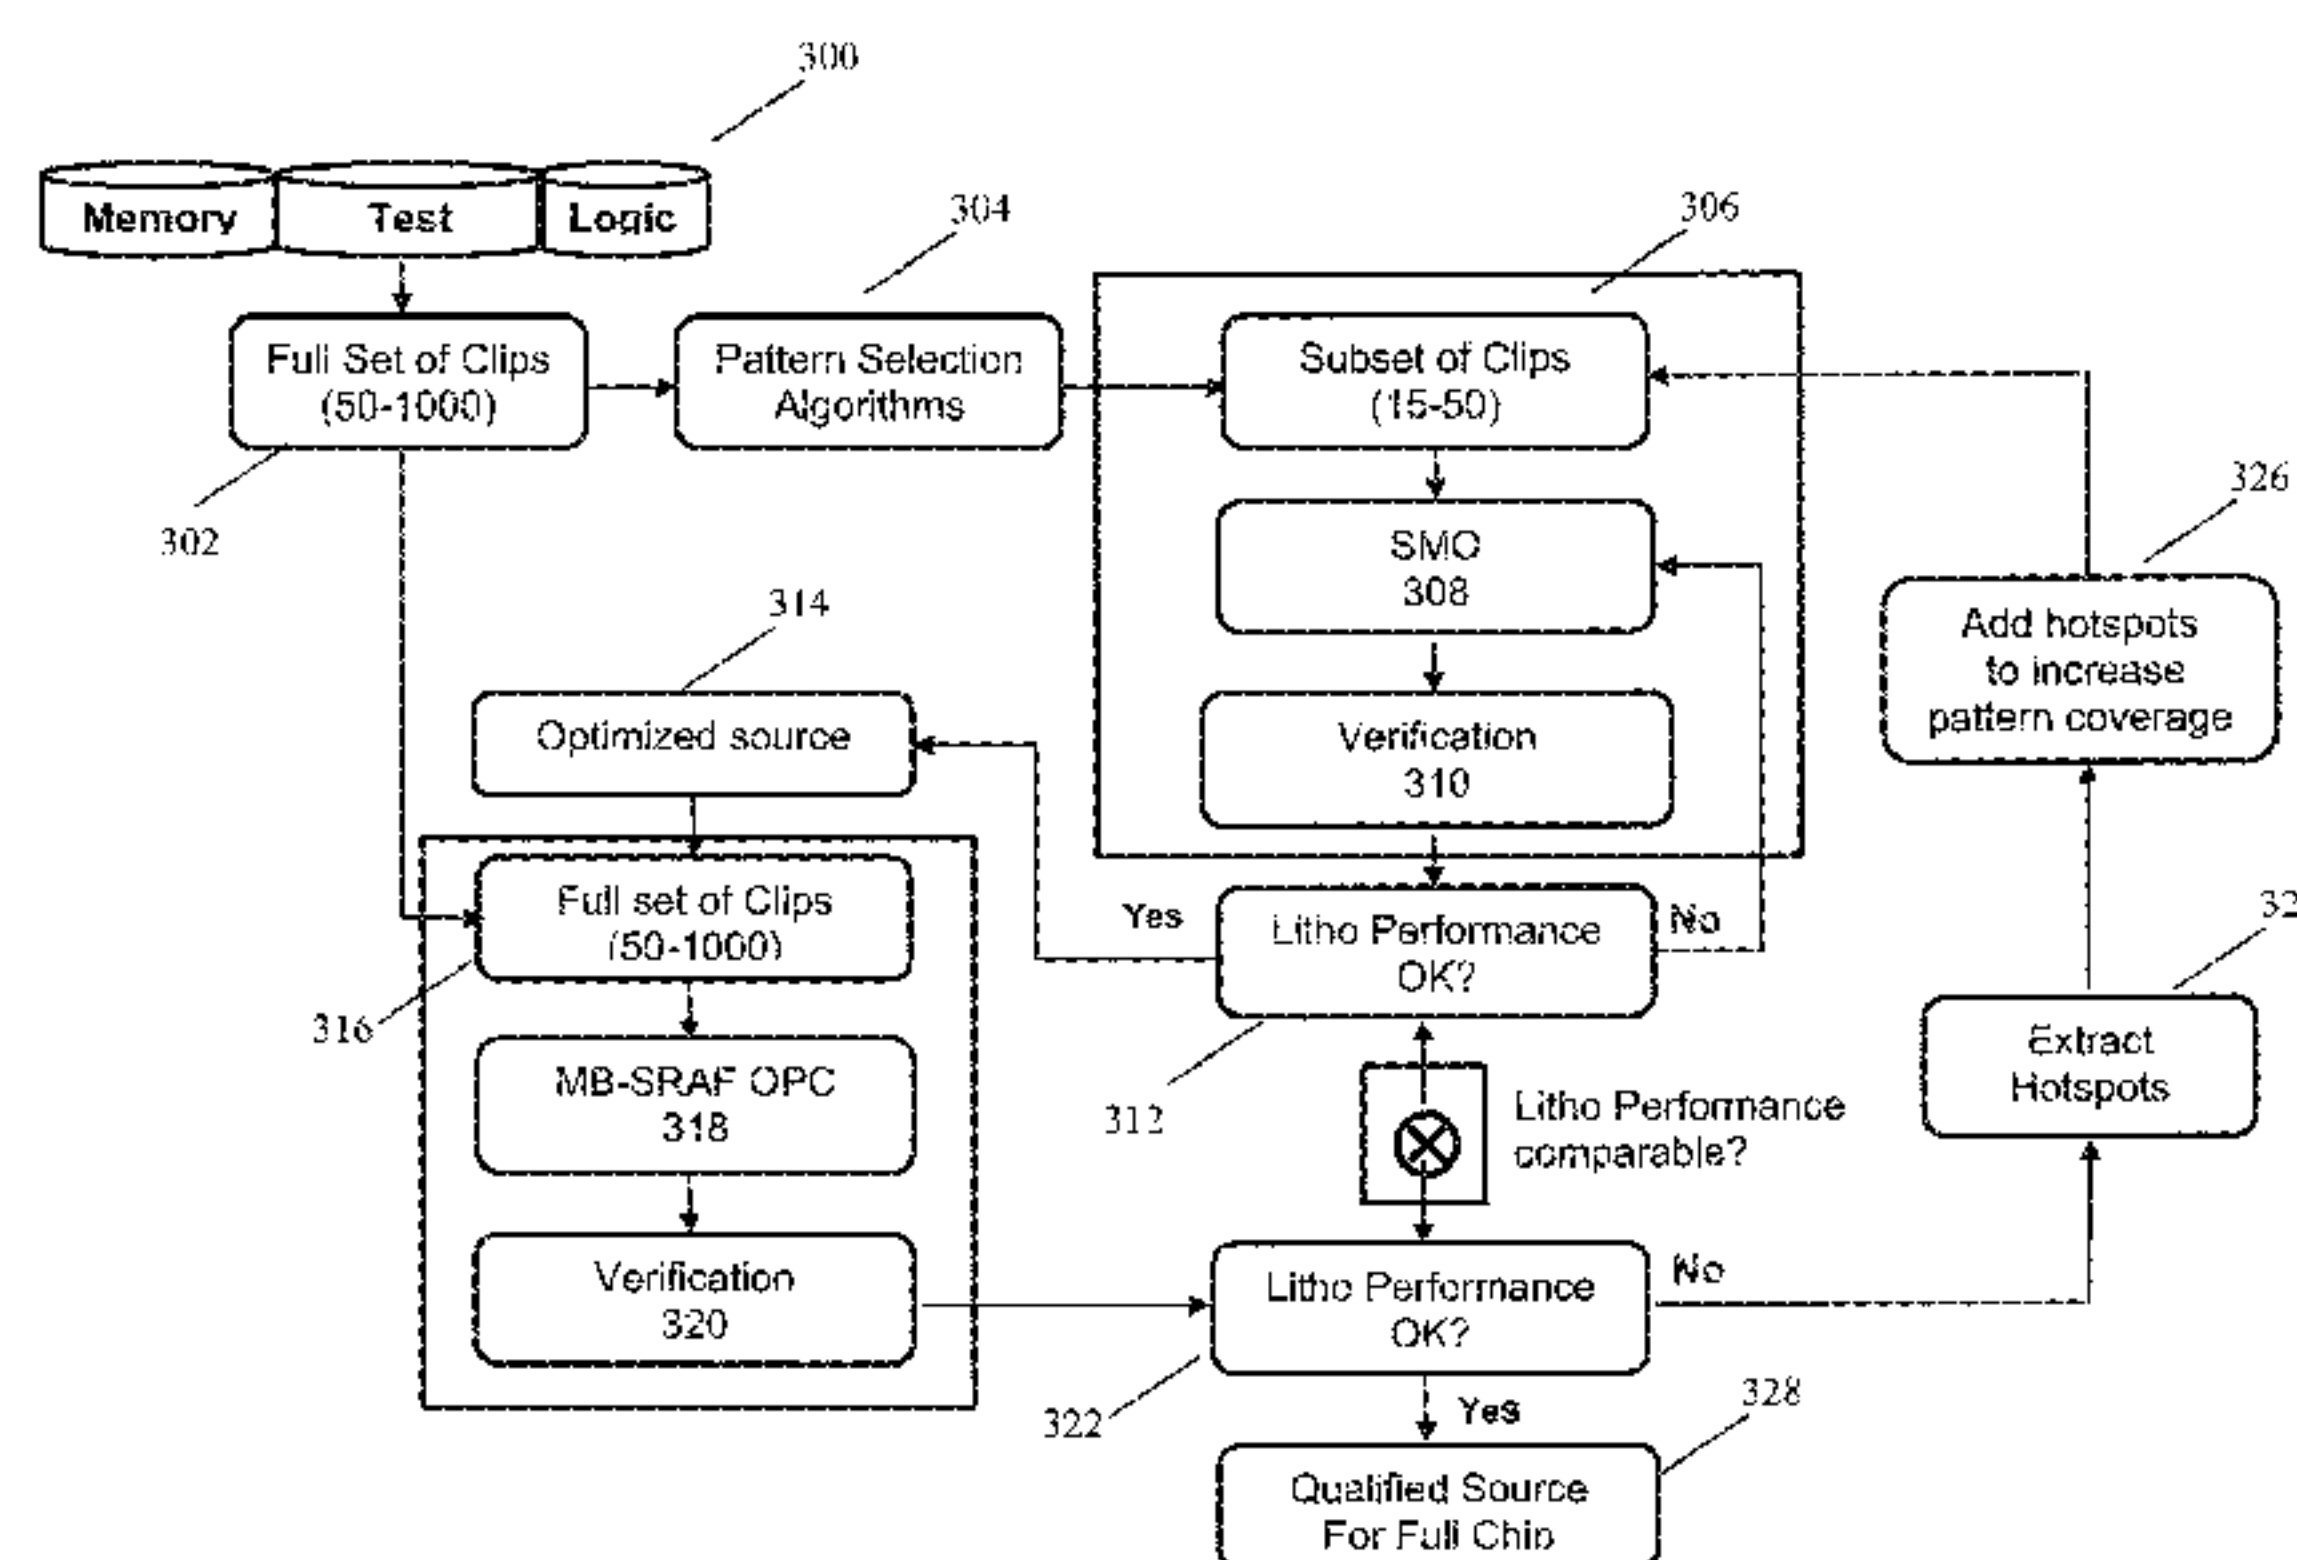 300
Memory
Test
Logic
304
306
Full Set of Clips
(50-1000)
Pattern Selection
Algorithms
Subset of Clips
(15-50)
302
326
SMO
308
314
Add hotspots
to increase
pattern coverage
Optimized source
Verification
310
Full set of Clips
(50-1000)
Yes
Litho Performance
OK?
No
32
316
MB-SRAF OPC
318
312
Litho Performance
comparable?
Extract
Hotspots
Verification
320
Litho Performance
OK?
No
322
Yes
328
Qualified Source
For Full Chip